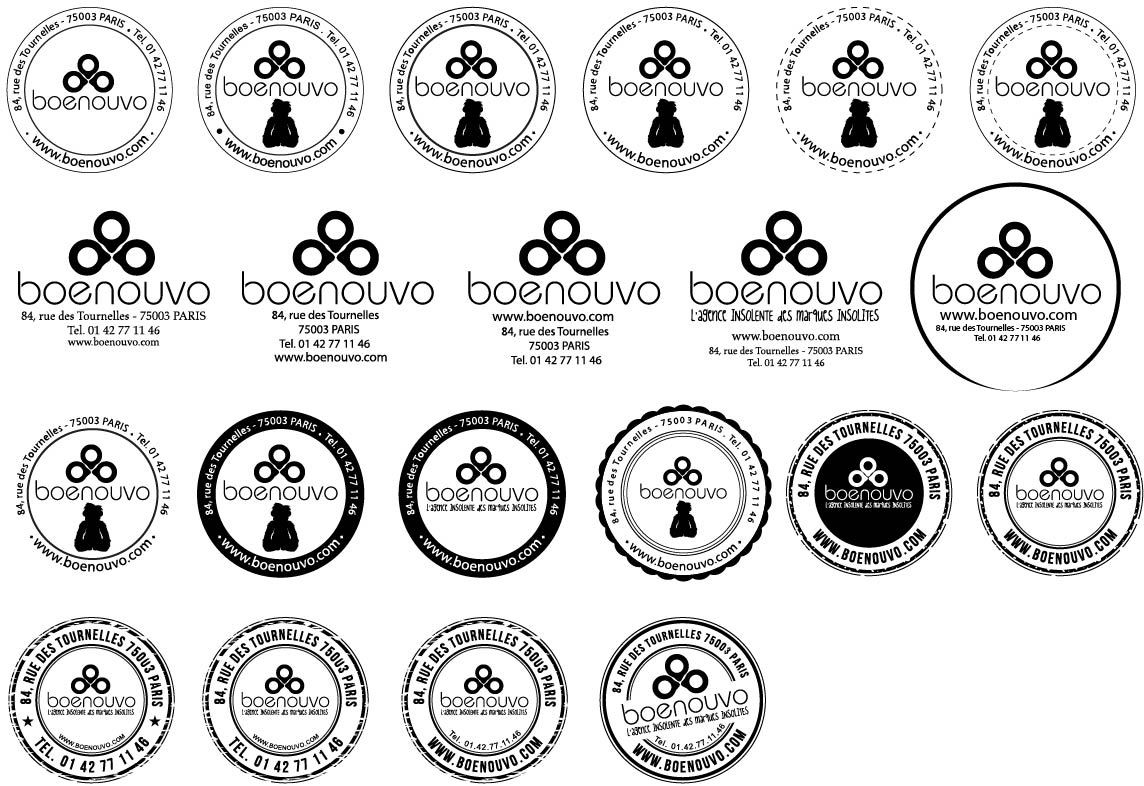 84, rue des Tournelles - 75003 PARIS • Tel. 01 42 77 11 46
boenouvo
• www.boenouvo.com •
84, rue des Tournelles - 75003 PARIS . Tel. 01 42 77 11 46
boenouvo
• www.boenouvo.com •
84, rue des Tournelles - 75003 PARIS • Tel. 01 42 77 11 46
boenouvo
• www.boenouvo.com •
84, rue des Tournelles - 75003 PARIS • Tel. 01 42 77 11 46
boenouvo
• www.boenouvo.com •
84, rue des Tournelles - 75003 PARIS • Tel. 01 42 77 11 46
boenouvo
• www.boenouvo.com •
84, rue des Tournelles - 75003 PARIS • Tel. 01 42 77 11 46
boenouvo
• www.boenouvo.com •
boenouvo
84, rue des Tournelles - 75003 PARIS
Tel. 01 42 77 11 46
www.boenouvo.com
boenouvo
84, rue des Tournelles
75003 PARIS
Tel. 01 42 77 11 46
www.boenouvo.com
boenouvo
www.boenouvo.com
84, rue des Tournelles
75003 PARIS
Tel. 01 42 77 11 46
boenouvo
L'agence INSOLENTE des marques INSOLITES
www.boenouvo.com
84, rue des Tournelles - 75003 PARIS
Tel. 01 42 77 11 46
boenouvo
www.boenouvo.com
84, rue des Tournelles - 75003 PARIS
Tel. 01 42 77 11 46
84, rue des Tournelles - 75003 PARIS • Tel. 01 42 77 11 46
boenouvo
• www.boenouvo.com •
84, rue des Tournelles - 75003 PARIS • Tel. 01 42 77 11 46
boenouvo
• www.boenouvo.com •
84, rue des Tournelles - 75003 PARIS • Tel. 01 42 77 11 46
boenouvo
L'agence INSOLENTE des marques INSOLITES
• www.boenouvo.com •
84, rue des Tournelles - 75003 PARIS . Tel. 01 42 77 11 46
boenouvo
• www.boenouvo.com •
84, RUE DES TOURNELLES 75003 PARIS
boenouvo
L'agence INSOLENTE des marques INSOLITES
WWW.BOENOUVO.COM
84, RUE DES TOURNELLES 75003 PARIS
boenouvo
L'agence INSOLENTE des marques INSOLITES
WWW.BOENOUVO.COM
84, RUE DES TOURNELLES 75003 PARIS
boenouvo
L'agence INSOLENTE des marques INSOLITES
WWW.BOENOUVO.COM
TEL. 01 42 77 11 46
84, RUE DES TOURNELLES 75003 PARIS
boenouvo
L'agence INSOLENTE des marques INSOLITES
WWW.BOENOUVO.COM
TEL. 01 42 77 11 46
84, RUE DES TOURNELLES 75003 PARIS
boenouvo
L'agence INSOLENTE des marques INSOLITES
Tel. 01.42.77.11.46
WWW.BOENOUVO.COM
84, RUE DES TOURNELLES 75003 PARIS
boenouvo
L'agence INSOLENTE des marques INSOLITES
Tel. 01.42.77.11.46
WWW.BOENOUVO.COM